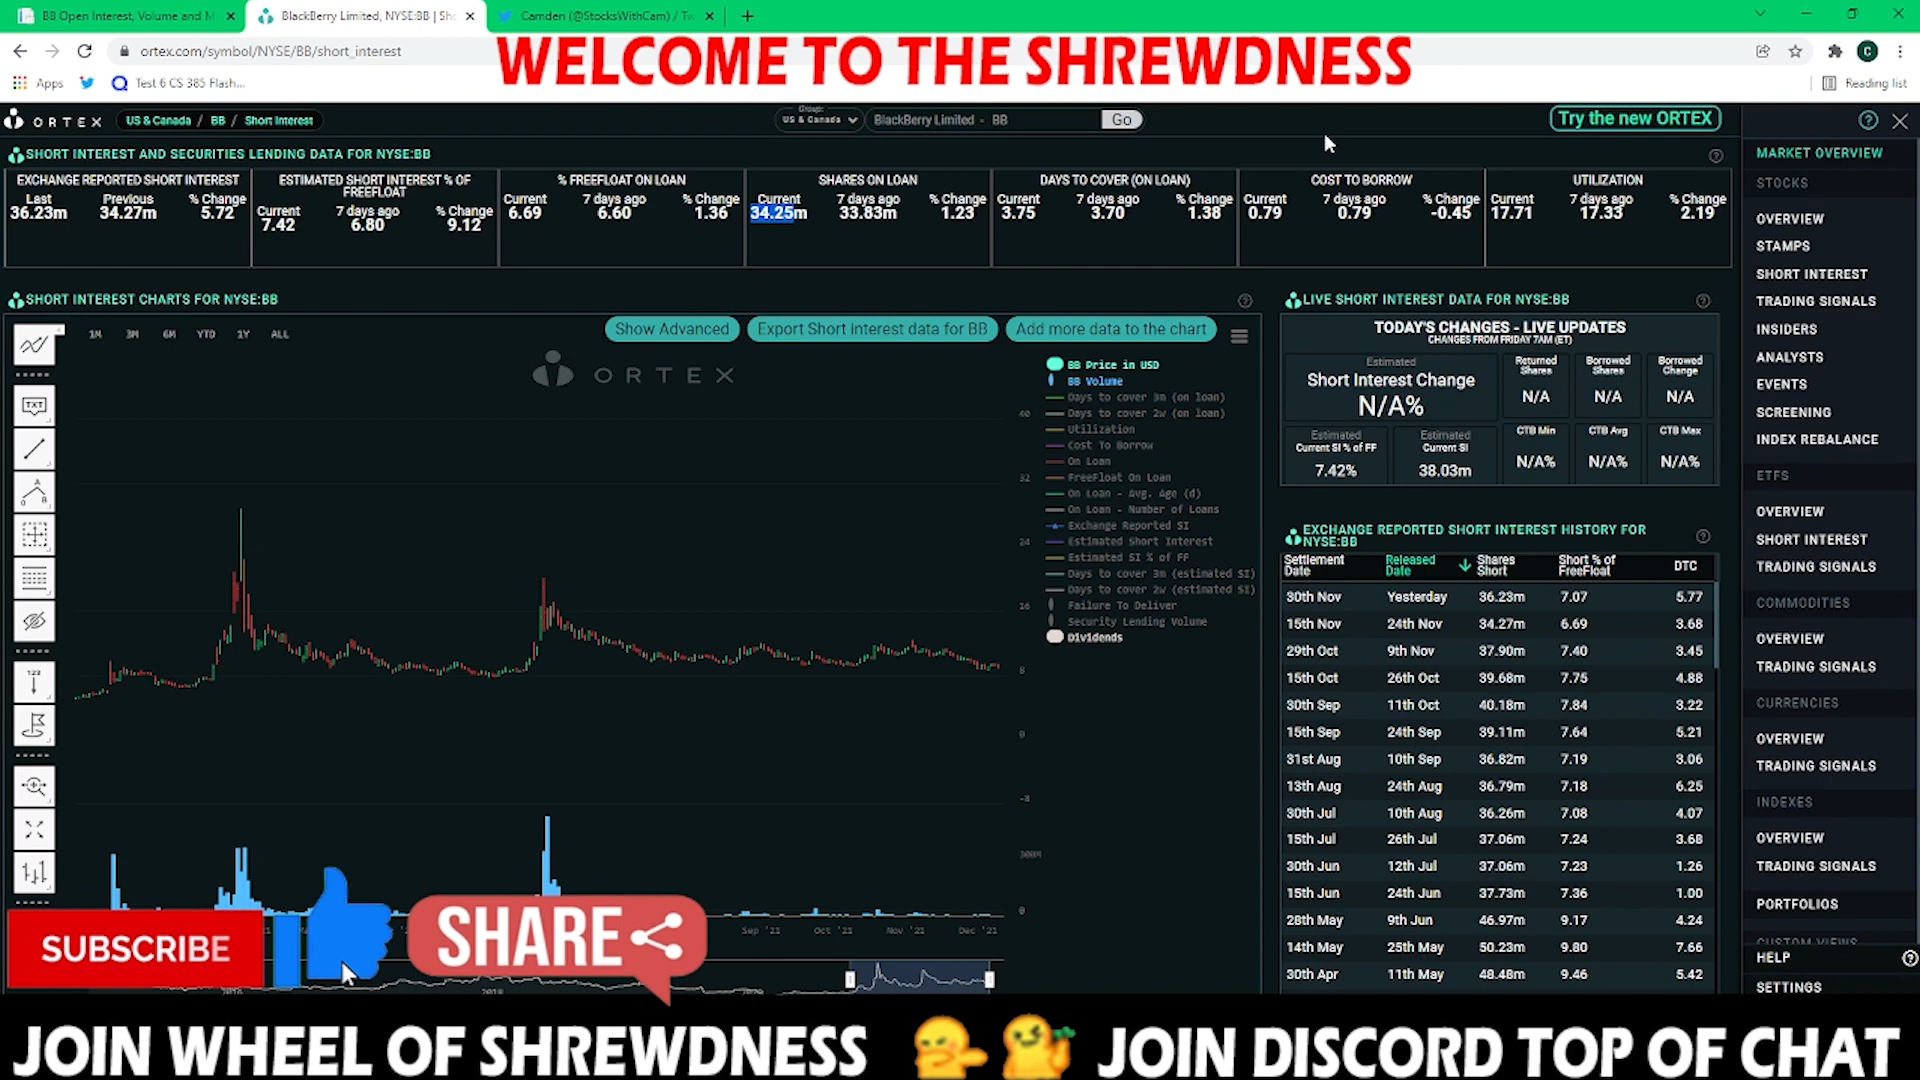 BB Open Interest, Volume and M
BlackBerry Limited, NYSE:BB | Sho
Camden (@StocksWithCam) / Tw
ortex.com/symbol/NYSE/BB/short_interest
WELCOME TO THE SHREWDNESS
Apps
Test 6 CS 385 Flash...
Reading list
ORTEX
US & Canada / BB / Short Interest
Group:
US & Canada
BlackBerry Limited - BB
Go
Try the new ORTEX
SHORT INTEREST AND SECURITIES LENDING DATA FOR NYSE:BB
EXCHANGE REPORTED SHORT INTEREST
Last Previous % Change
36.23m 34.27m 5.72
ESTIMATED SHORT INTEREST % OF FREEFLOAT
Current 7 days ago % Change
7.42 6.80 9.12
% FREEFLOAT ON LOAN
Current 7 days ago % Change
6.69 6.60 1.36
SHARES ON LOAN
Current 7 days ago % Change
34.25m 33.83m 1.23
DAYS TO COVER (ON LOAN)
Current 7 days ago % Change
3.75 3.70 1.38
COST TO BORROW
Current 7 days ago % Change
0.79 0.79 -0.45
UTILIZATION
Current 7 days ago % Change
17.71 17.33 2.19
SHORT INTEREST CHARTS FOR NYSE:BB
1M 3M 6M YTD 1Y ALL
Show Advanced
Export Short interest data for BB
Add more data to the chart
ORTEX
TXT
123
BB Price in USD
BB Volume
Days to cover 3m (on loan)
Days to cover 2w (on loan)
Utilization
Cost To Borrow
On Loan
FreeFloat On Loan
On Loan - Avg. Age (d)
On Loan - Number of Loans
Exchange Reported SI
Estimated Short Interest
Estimated SI % of FF
Days to cover 3m (estimated SI)
Days to cover 2w (estimated SI)
Failure To Deliver
Security Lending Volume
Dividends
40
32
24
16
8
0
-8
300M
0
Sep '21 Oct '21 Nov '21 Dec '21
LIVE SHORT INTEREST DATA FOR NYSE:BB
TODAY'S CHANGES - LIVE UPDATES
CHANGES FROM FRIDAY 7AM (ET)
Estimated
Short Interest Change
N/A%
Returned Shares
N/A
Borrowed Shares
N/A
Borrowed Change
N/A
Estimated
Current SI % of FF
7.42%
Estimated
Current SI
38.03m
CTB Min
N/A%
CTB Avg
N/A%
CTB Max
N/A%
EXCHANGE REPORTED SHORT INTEREST HISTORY FOR NYSE:BB
Settlement Date Released Date Shares Short Short % of FreeFloat DTC
30th Nov Yesterday 36.23m 7.07 5.77
15th Nov 24th Nov 34.27m 6.69 3.68
29th Oct 9th Nov 37.90m 7.40 3.45
15th Oct 26th Oct 39.68m 7.75 4.88
30th Sep 11th Oct 40.18m 7.84 3.22
15th Sep 24th Sep 39.11m 7.64 5.21
31st Aug 10th Sep 36.82m 7.19 3.06
13th Aug 24th Aug 36.79m 7.18 6.25
30th Jul 10th Aug 36.26m 7.08 4.07
15th Jul 26th Jul 37.06m 7.24 3.68
30th Jun 12th Jul 37.06m 7.23 1.26
15th Jun 24th Jun 37.73m 7.36 1.00
28th May 9th Jun 46.97m 9.17 4.24
14th May 25th May 50.23m 9.80 7.66
30th Apr 11th May 48.48m 9.46 5.42
MARKET OVERVIEW
STOCKS
OVERVIEW
STAMPS
SHORT INTEREST
TRADING SIGNALS
INSIDERS
ANALYSTS
EVENTS
SCREENING
INDEX REBALANCE
ETFS
OVERVIEW
SHORT INTEREST
TRADING SIGNALS
COMMODITIES
OVERVIEW
TRADING SIGNALS
CURRENCIES
OVERVIEW
TRADING SIGNALS
INDEXES
OVERVIEW
TRADING SIGNALS
PORTFOLIOS
CUSTOM VIEWS
HELP
SETTINGS
SUBSCRIBE
SHARE
JOIN WHEEL OF SHREWDNESS
JOIN DISCORD TOP OF CHAT